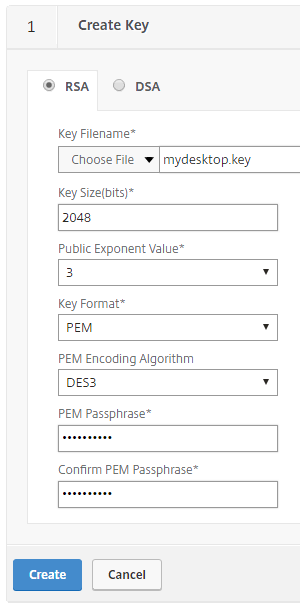 1 Create Key
RSA DSA
Key Filename*
Choose File mydesktop.key
Key Size(bits)*
2048
Public Exponent Value*
3
Key Format*
PEM
PEM Encoding Algorithm
DES3
PEM Passphrase*
••••••••••
Confirm PEM Passphrase*
••••••••••
Create Cancel